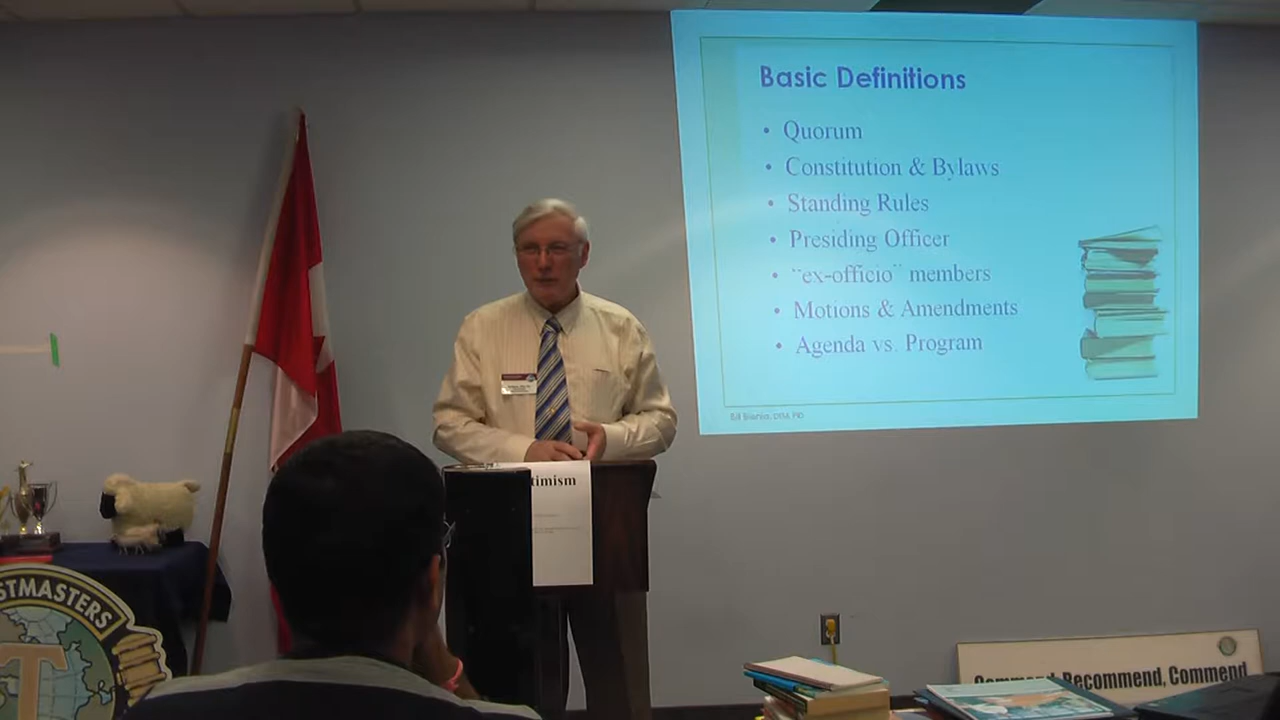 Basic Definitions
• Quorum
• Constitution & Bylaws
• Standing Rules
• Presiding Officer
• "ex-officio" members
• Motions & Amendments
• Agenda vs. Program
timism
STMASTERS
T
Recommend, Commend